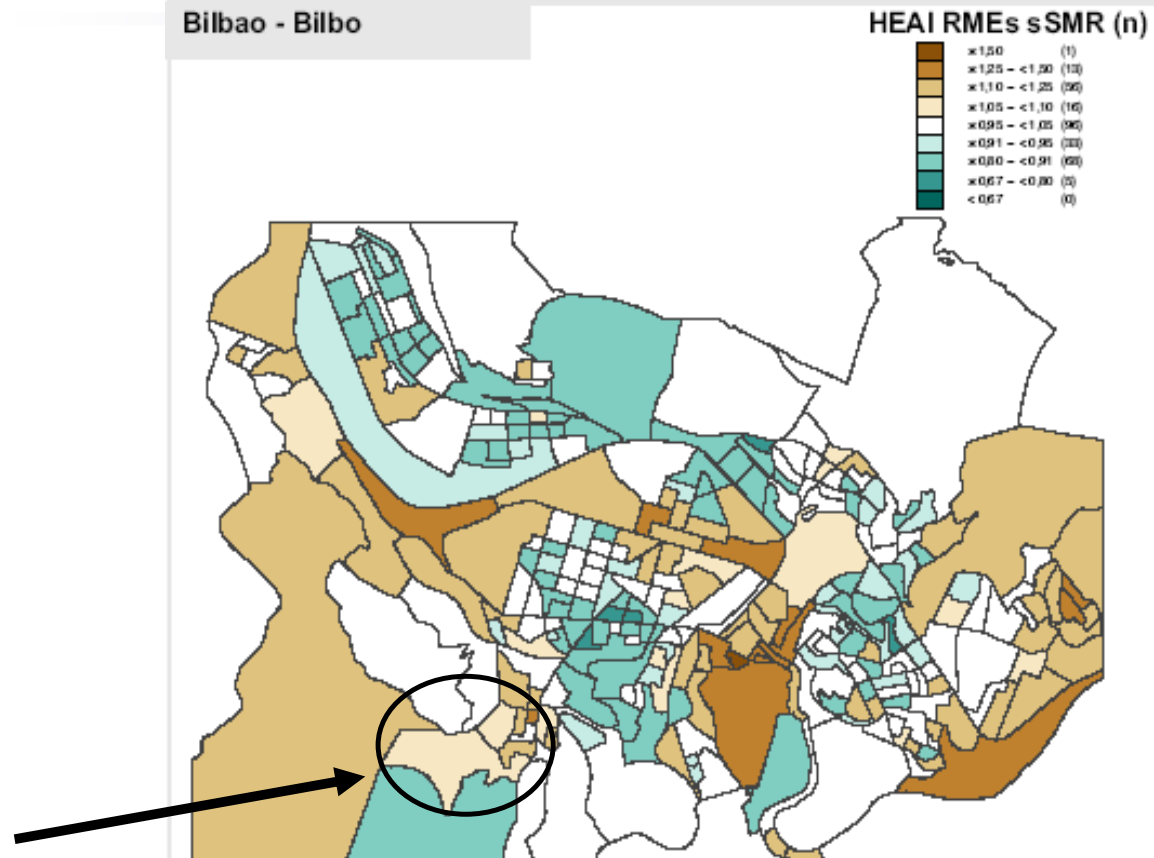 Bilbao - Bilbo
HEAI RMEs sSMR (n)
≥1,50 (1)
≥1,25 - <1,50 (13)
≥1,10 - <1,25 (56)
≥1,05 - <1,10 (16)
≥0,95 - <1,05 (96)
≥0,91 - <0,95 (33)
≥0,80 - <0,91 (68)
≥0,67 - <0,80 (5)
<0,67 (0)